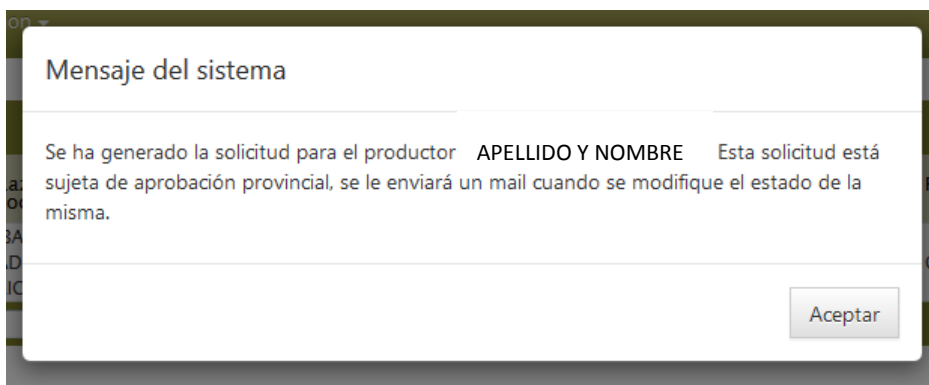 on
Mensaje del sistema
Se ha generado la solicitud para el productor APELLIDO Y NOMBRE Esta solicitud está
sujeta de aprobación provincial, se le enviará un mail cuando se modifique el estado de la
misma.
Aceptar